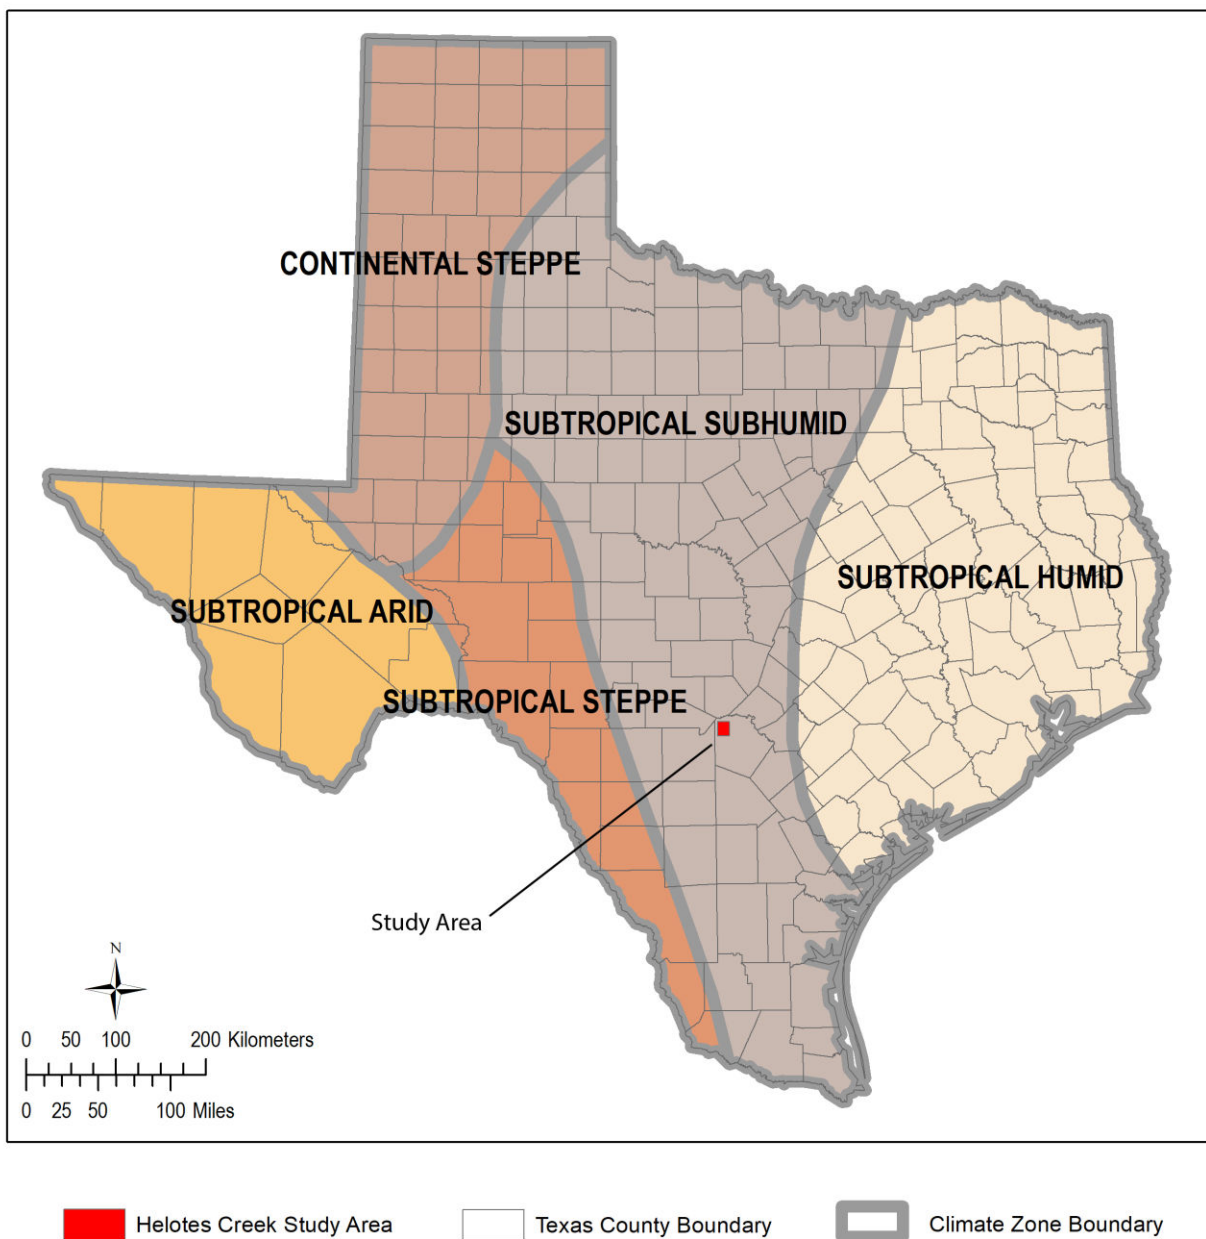 CONTINENTAL STEPPE
SUBTROPICAL SUBHUMID
SUBTROPICAL HUMID
SUBTROPICAL ARID
SUBTROPICAL STEPPE
Study Area
N
0 50 100 200 Kilometers
0 25 50 100 Miles
Helotes Creek Study Area
Texas County Boundary
Climate Zone Boundary